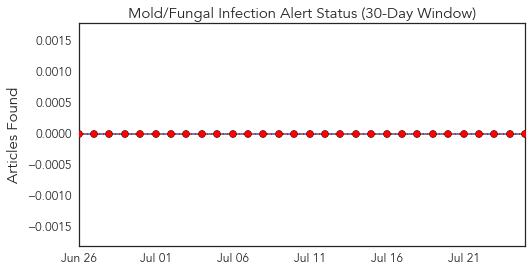 Mold/Fungal Infection Alert Status (30-Day Window)
Articles Found
0.0015
0.0010
0.0005
0.0000
−0.0005
−0.0010
−0.0015
Jun 26 Jul 01 Jul 06 Jul 11 Jul 16 Jul 21